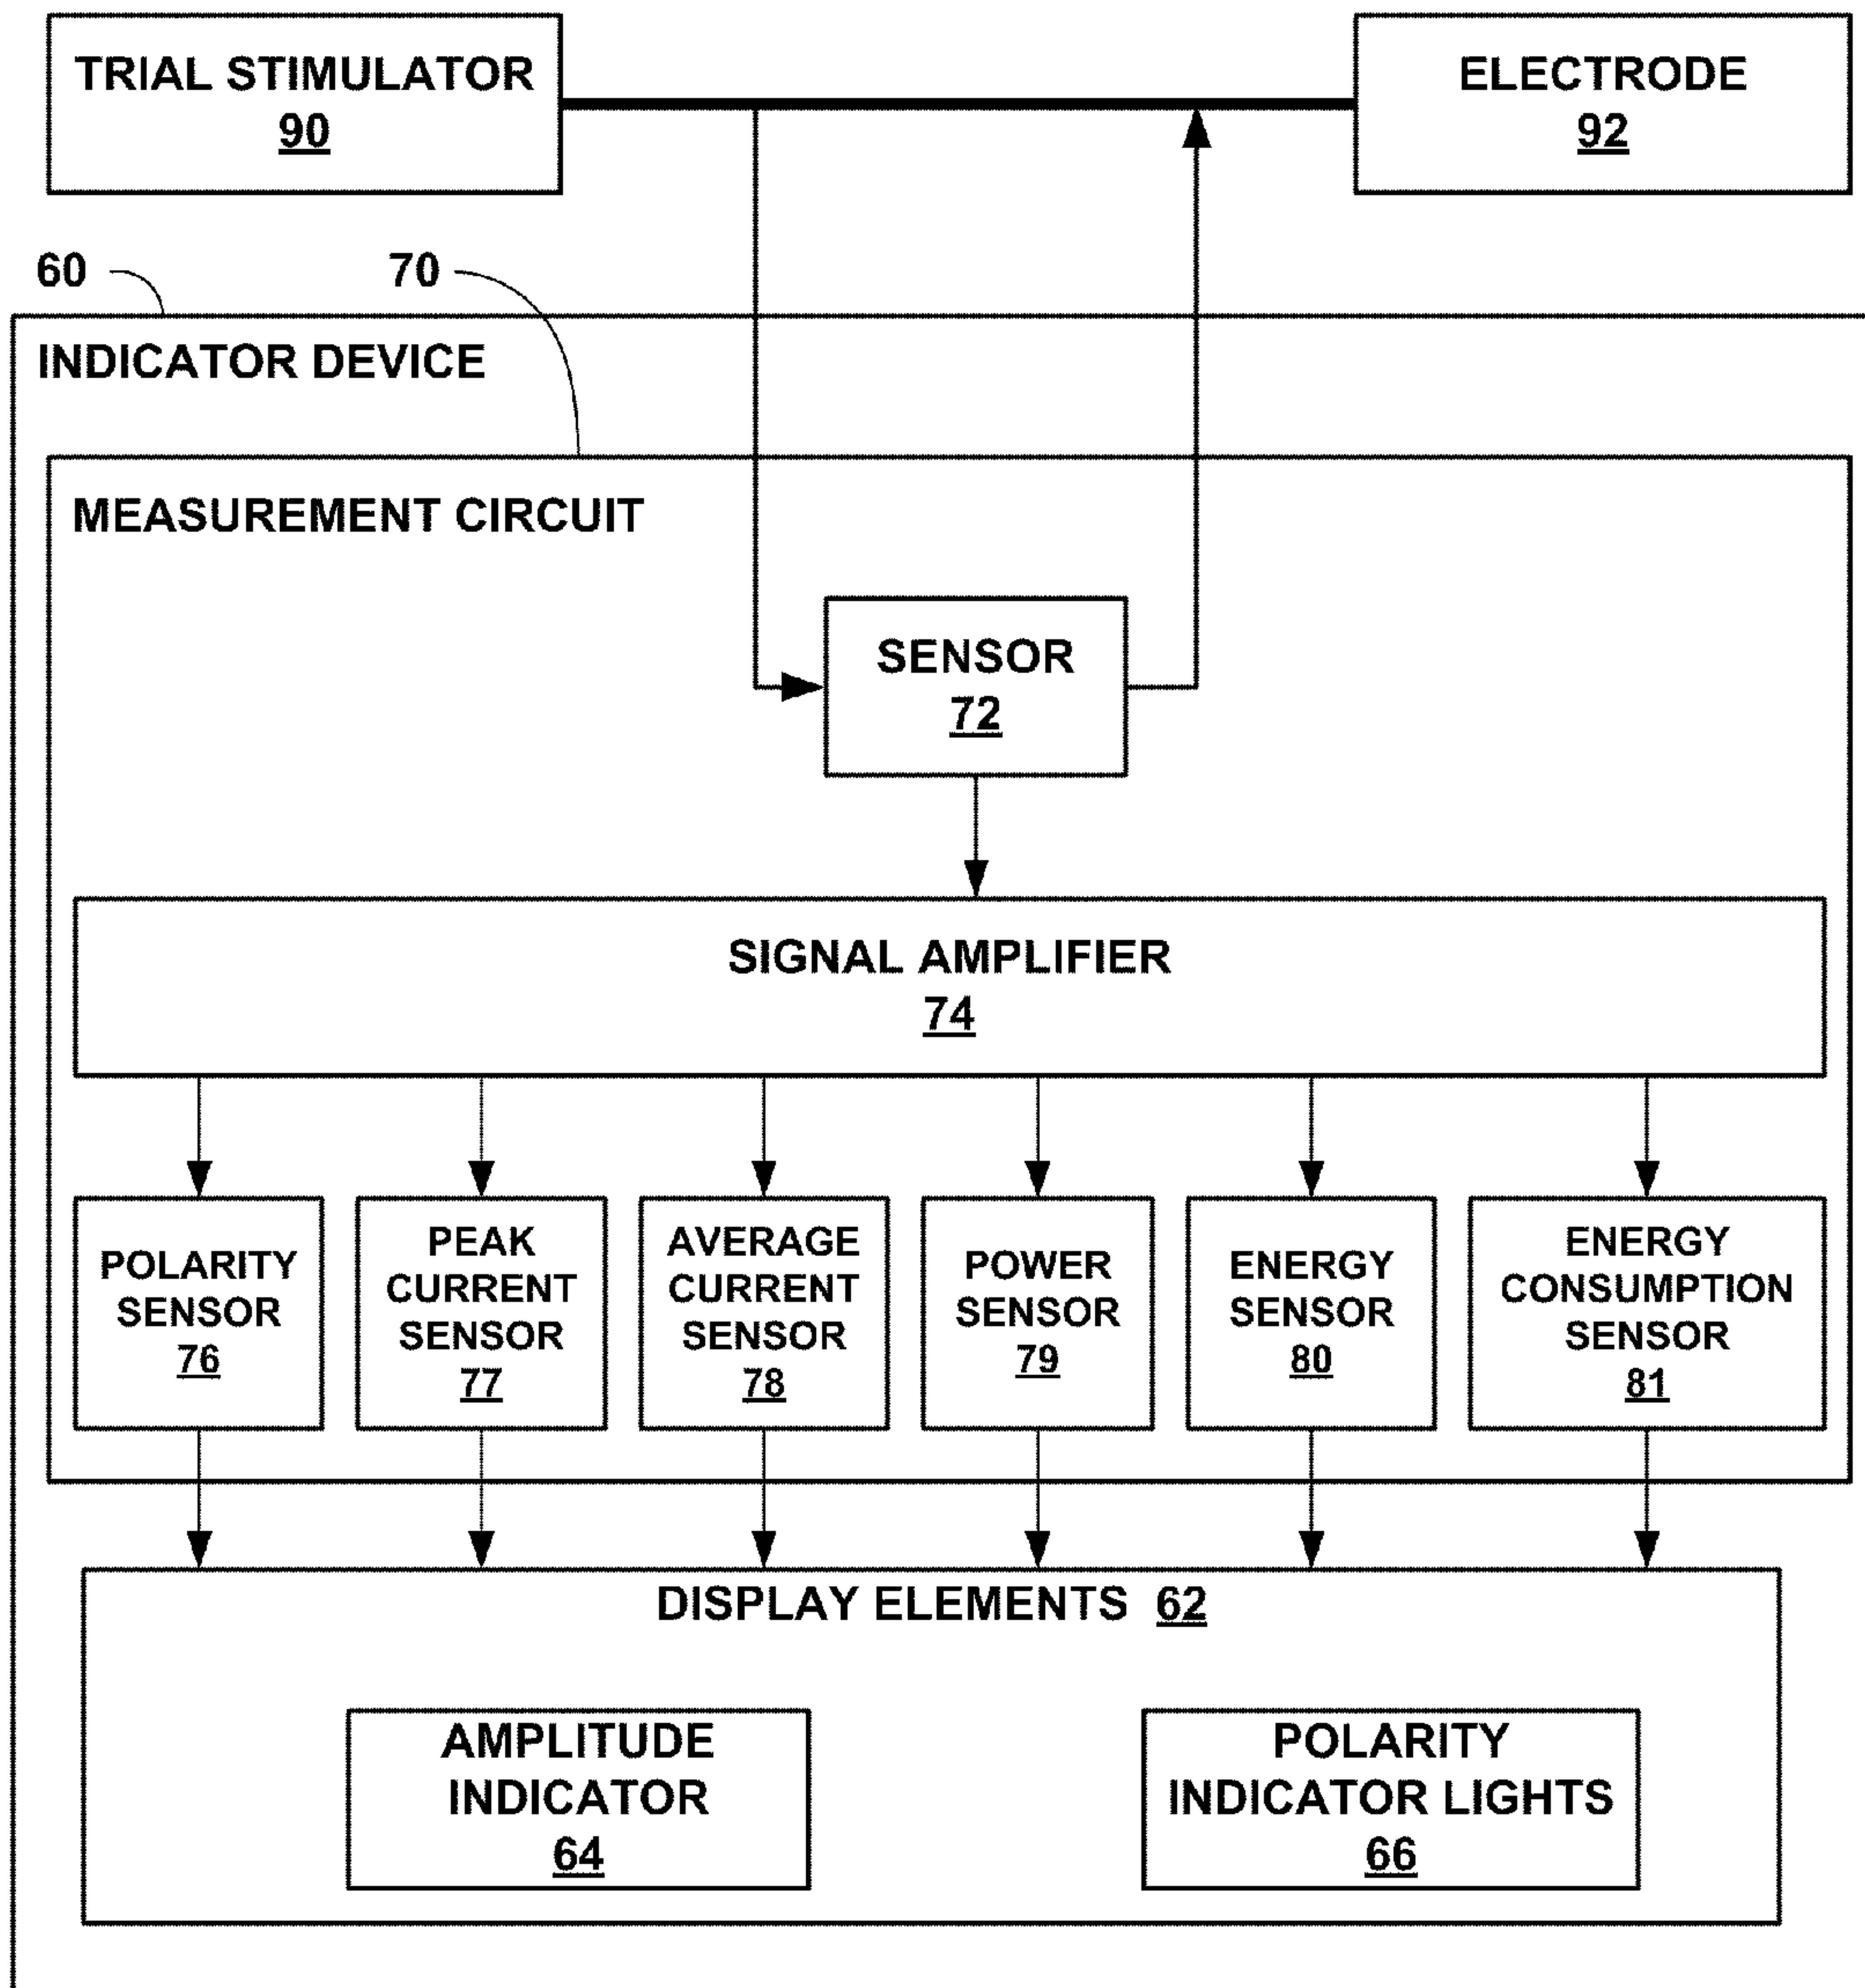 TRIAL STIMULATOR
90
ELECTRODE
92
60
70
INDICATOR DEVICE
MEASUREMENT CIRCUIT
SENSOR
72
SIGNAL AMPLIFIER
74
POLARITY
SENSOR
76
PEAK
CURRENT
SENSOR
77
AVERAGE
CURRENT
SENSOR
78
POWER
SENSOR
79
ENERGY
SENSOR
80
ENERGY
CONSUMPTION
SENSOR
81
DISPLAY ELEMENTS 62
AMPLITUDE
INDICATOR
64
POLARITY
INDICATOR LIGHTS
66